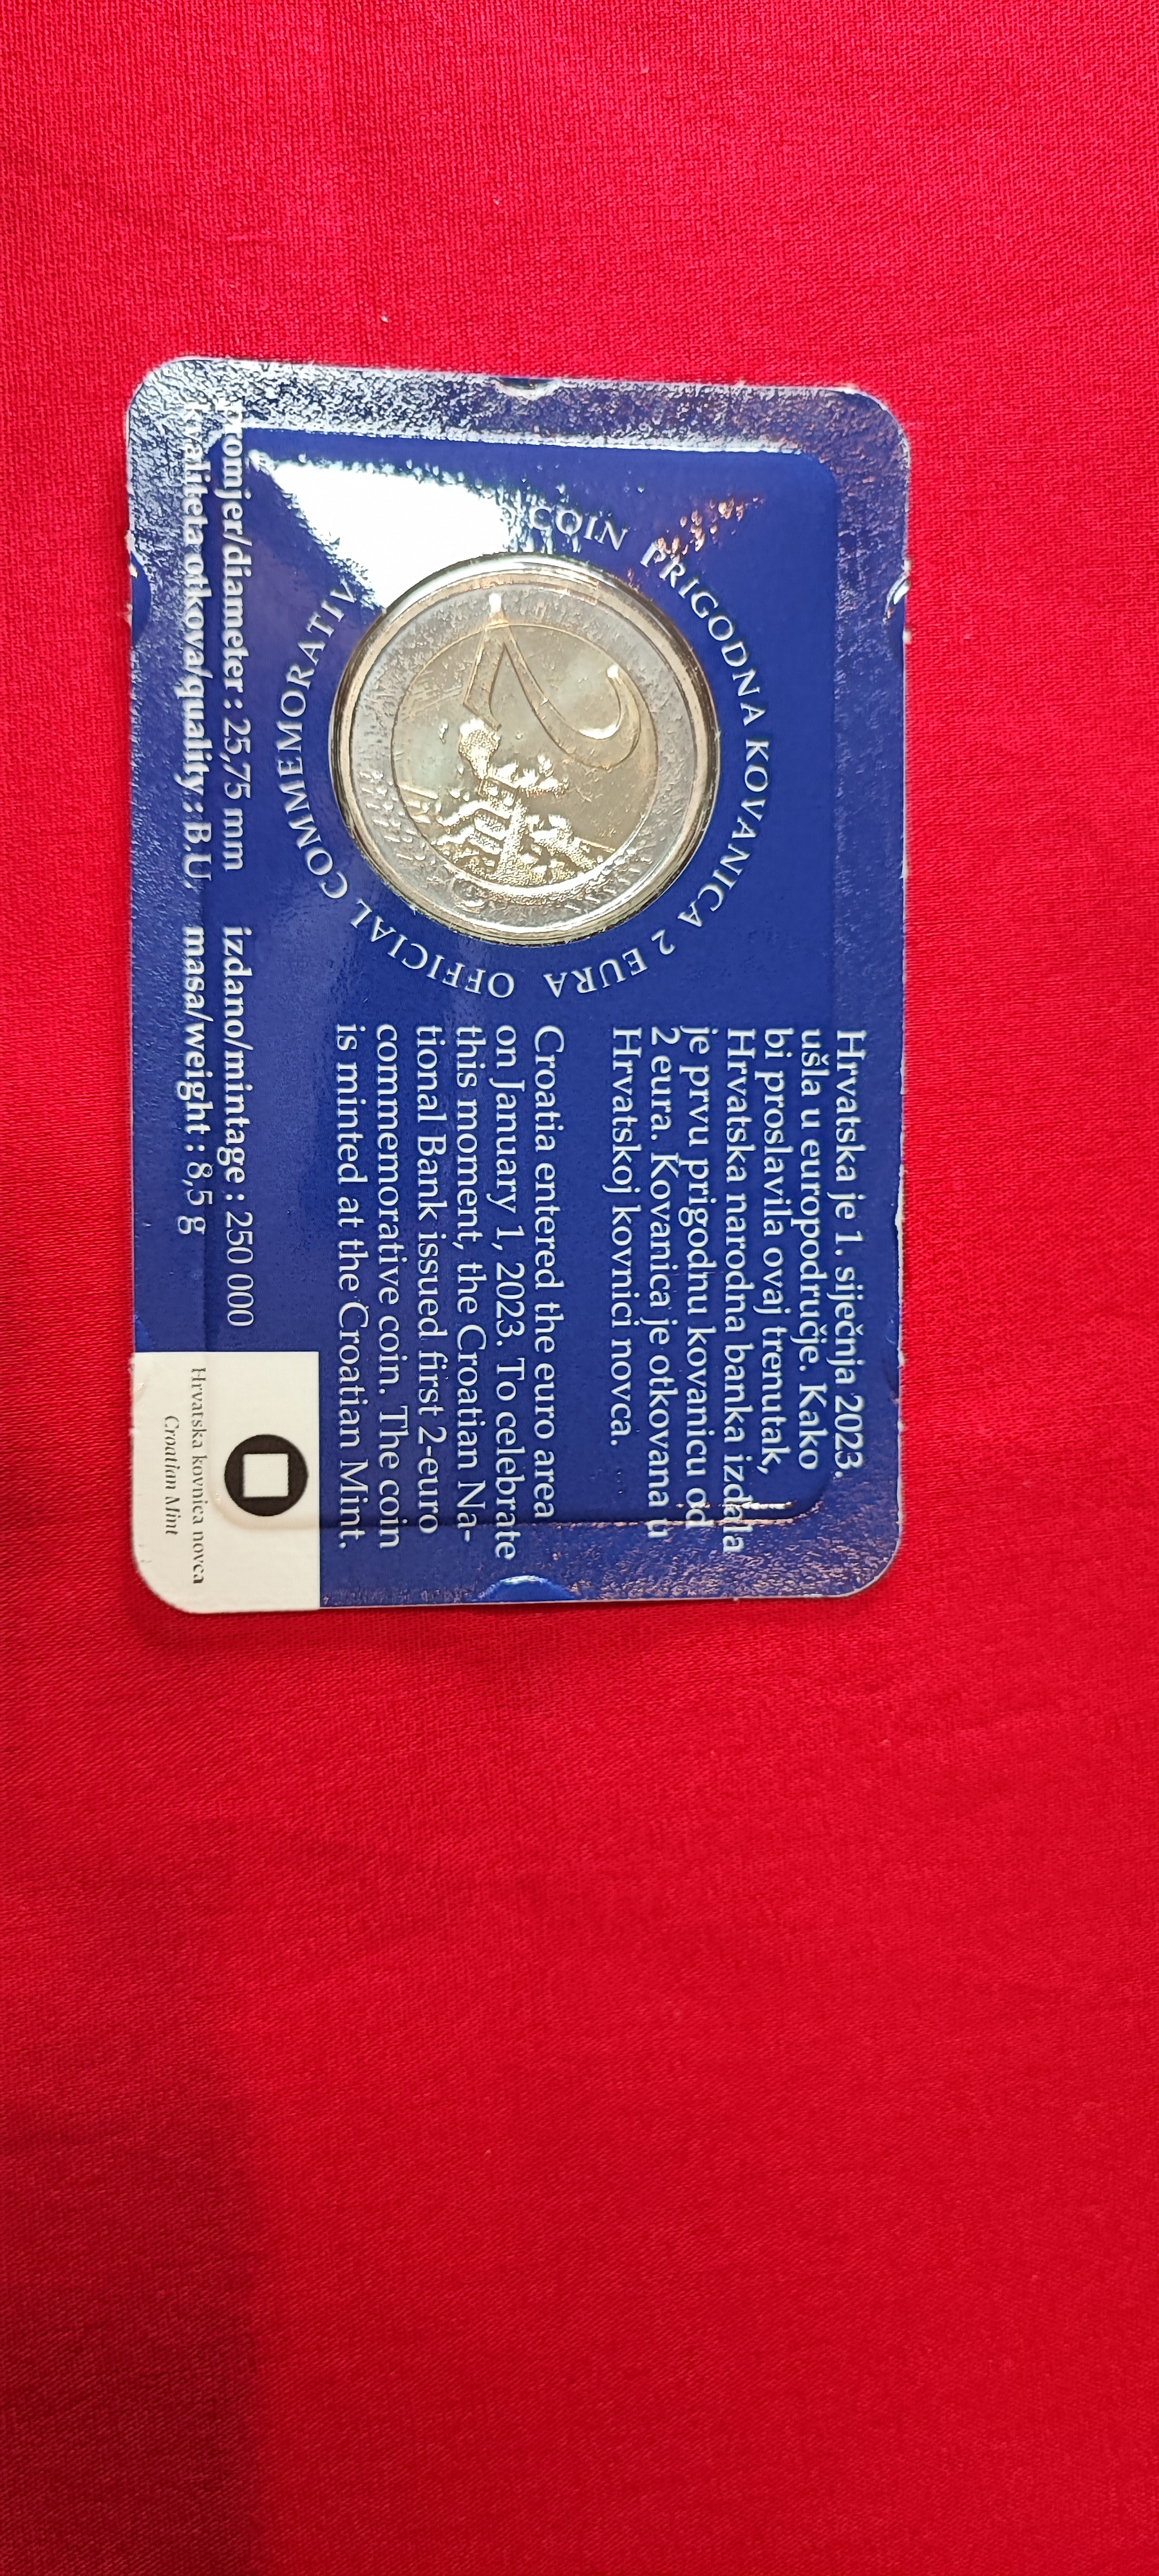 PRIGODNA KOVANICA 2 EURA OFFICIAL COMMEMORATIV COIN
2
Hrvatska je 1. siječnja 2023.
ušla u europodručje. Kako
bi proslavila ovaj trenutak,
Hrvatska narodna banka izdala
je prvu prigodnu kovanicu od
2 eura. Kovanica je otkovana u
Hrvatskoj kovnici novca.
Croatia entered the euro area
on January 1, 2023. To celebrate
this moment, the Croatian Na-
tional Bank issued first 2-euro
commemorative coin. The coin
is minted at the Croatian Mint.
promjer/diameter : 25,75 mm izdano/mintage : 250 000
kvaliteta otkova/quality : B.U. masa/weight : 8,5 g
Hrvatska kovnica novca
Croatian Mint